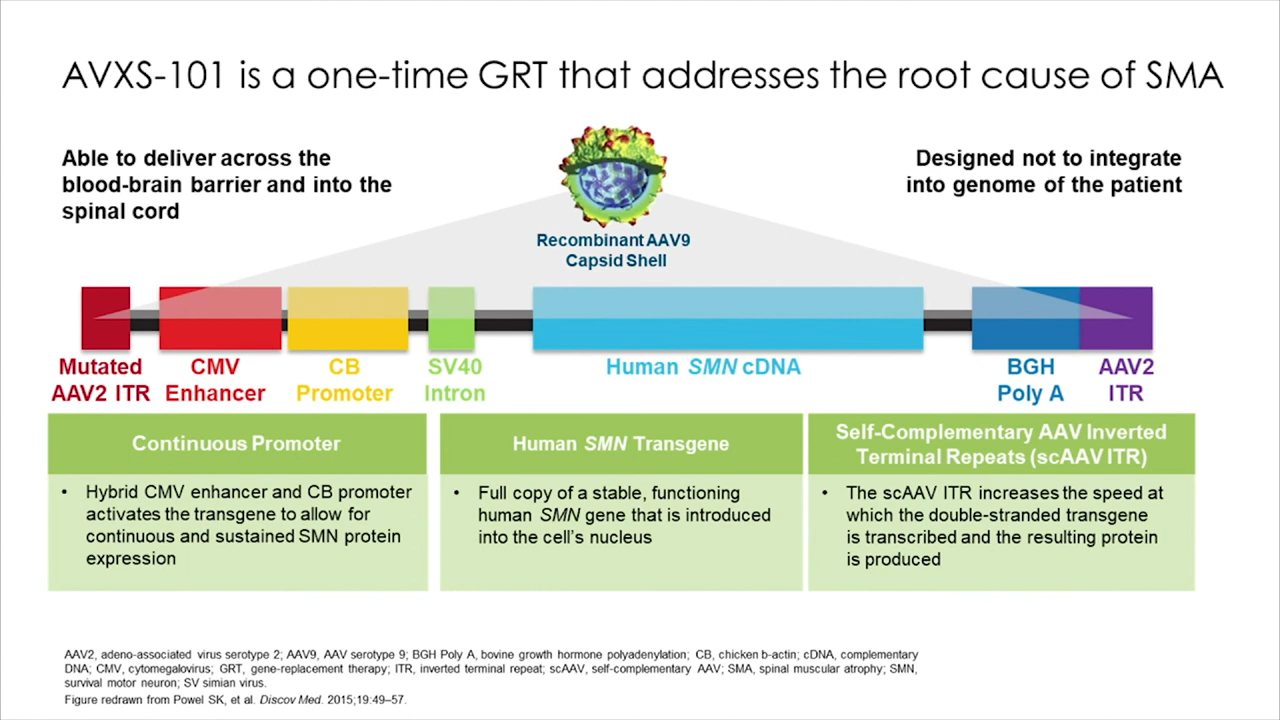 AVXS-101 is a one-time GRT that addresses the root cause of SMA
Able to deliver across the
blood-brain barrier and into the
spinal cord
Designed not to integrate
into genome of the patient
Recombinant AAV9
Capsid Shell
Mutated
AAV2 ITR
CMV
Enhancer
CB
Promoter
SV40
Intron
Human SMN cDNA
BGH
Poly A
AAV2
ITR
Continuous Promoter
• Hybrid CMV enhancer and CB promoter
activates the transgene to allow for
continuous and sustained SMN protein
expression
Human SMN Transgene
• Full copy of a stable, functioning
human SMN gene that is introduced
into the cell's nucleus
Self-Complementary AAV Inverted
Terminal Repeats (scAAV ITR)
• The scAAV ITR increases the speed at
which the double-stranded transgene
is transcribed and the resulting protein
is produced
AAV2, adeno-associated virus serotype 2; AAV9, AAV serotype 9; BGH Poly A, bovine growth hormone polyadenylation; CB, chicken b-actin; cDNA, complementary
DNA; CMV, cytomegalovirus; GRT, gene-replacement therapy; ITR, inverted terminal repeat; scAAV, self-complementary AAV; SMA, spinal muscular atrophy; SMN,
survival motor neuron; SV simian virus.
Figure redrawn from Powel SK, et al. Discov Med. 2015;19:49–57.